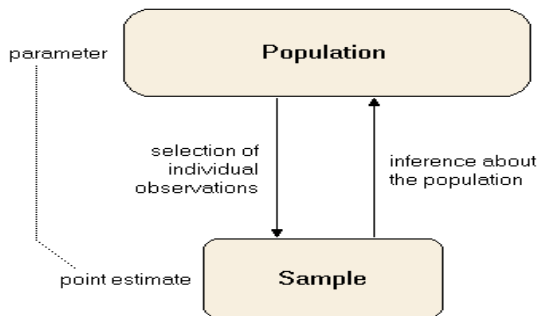 parameter
Population
selection of
individual
observations
inference about
the population
point estimate
Sample